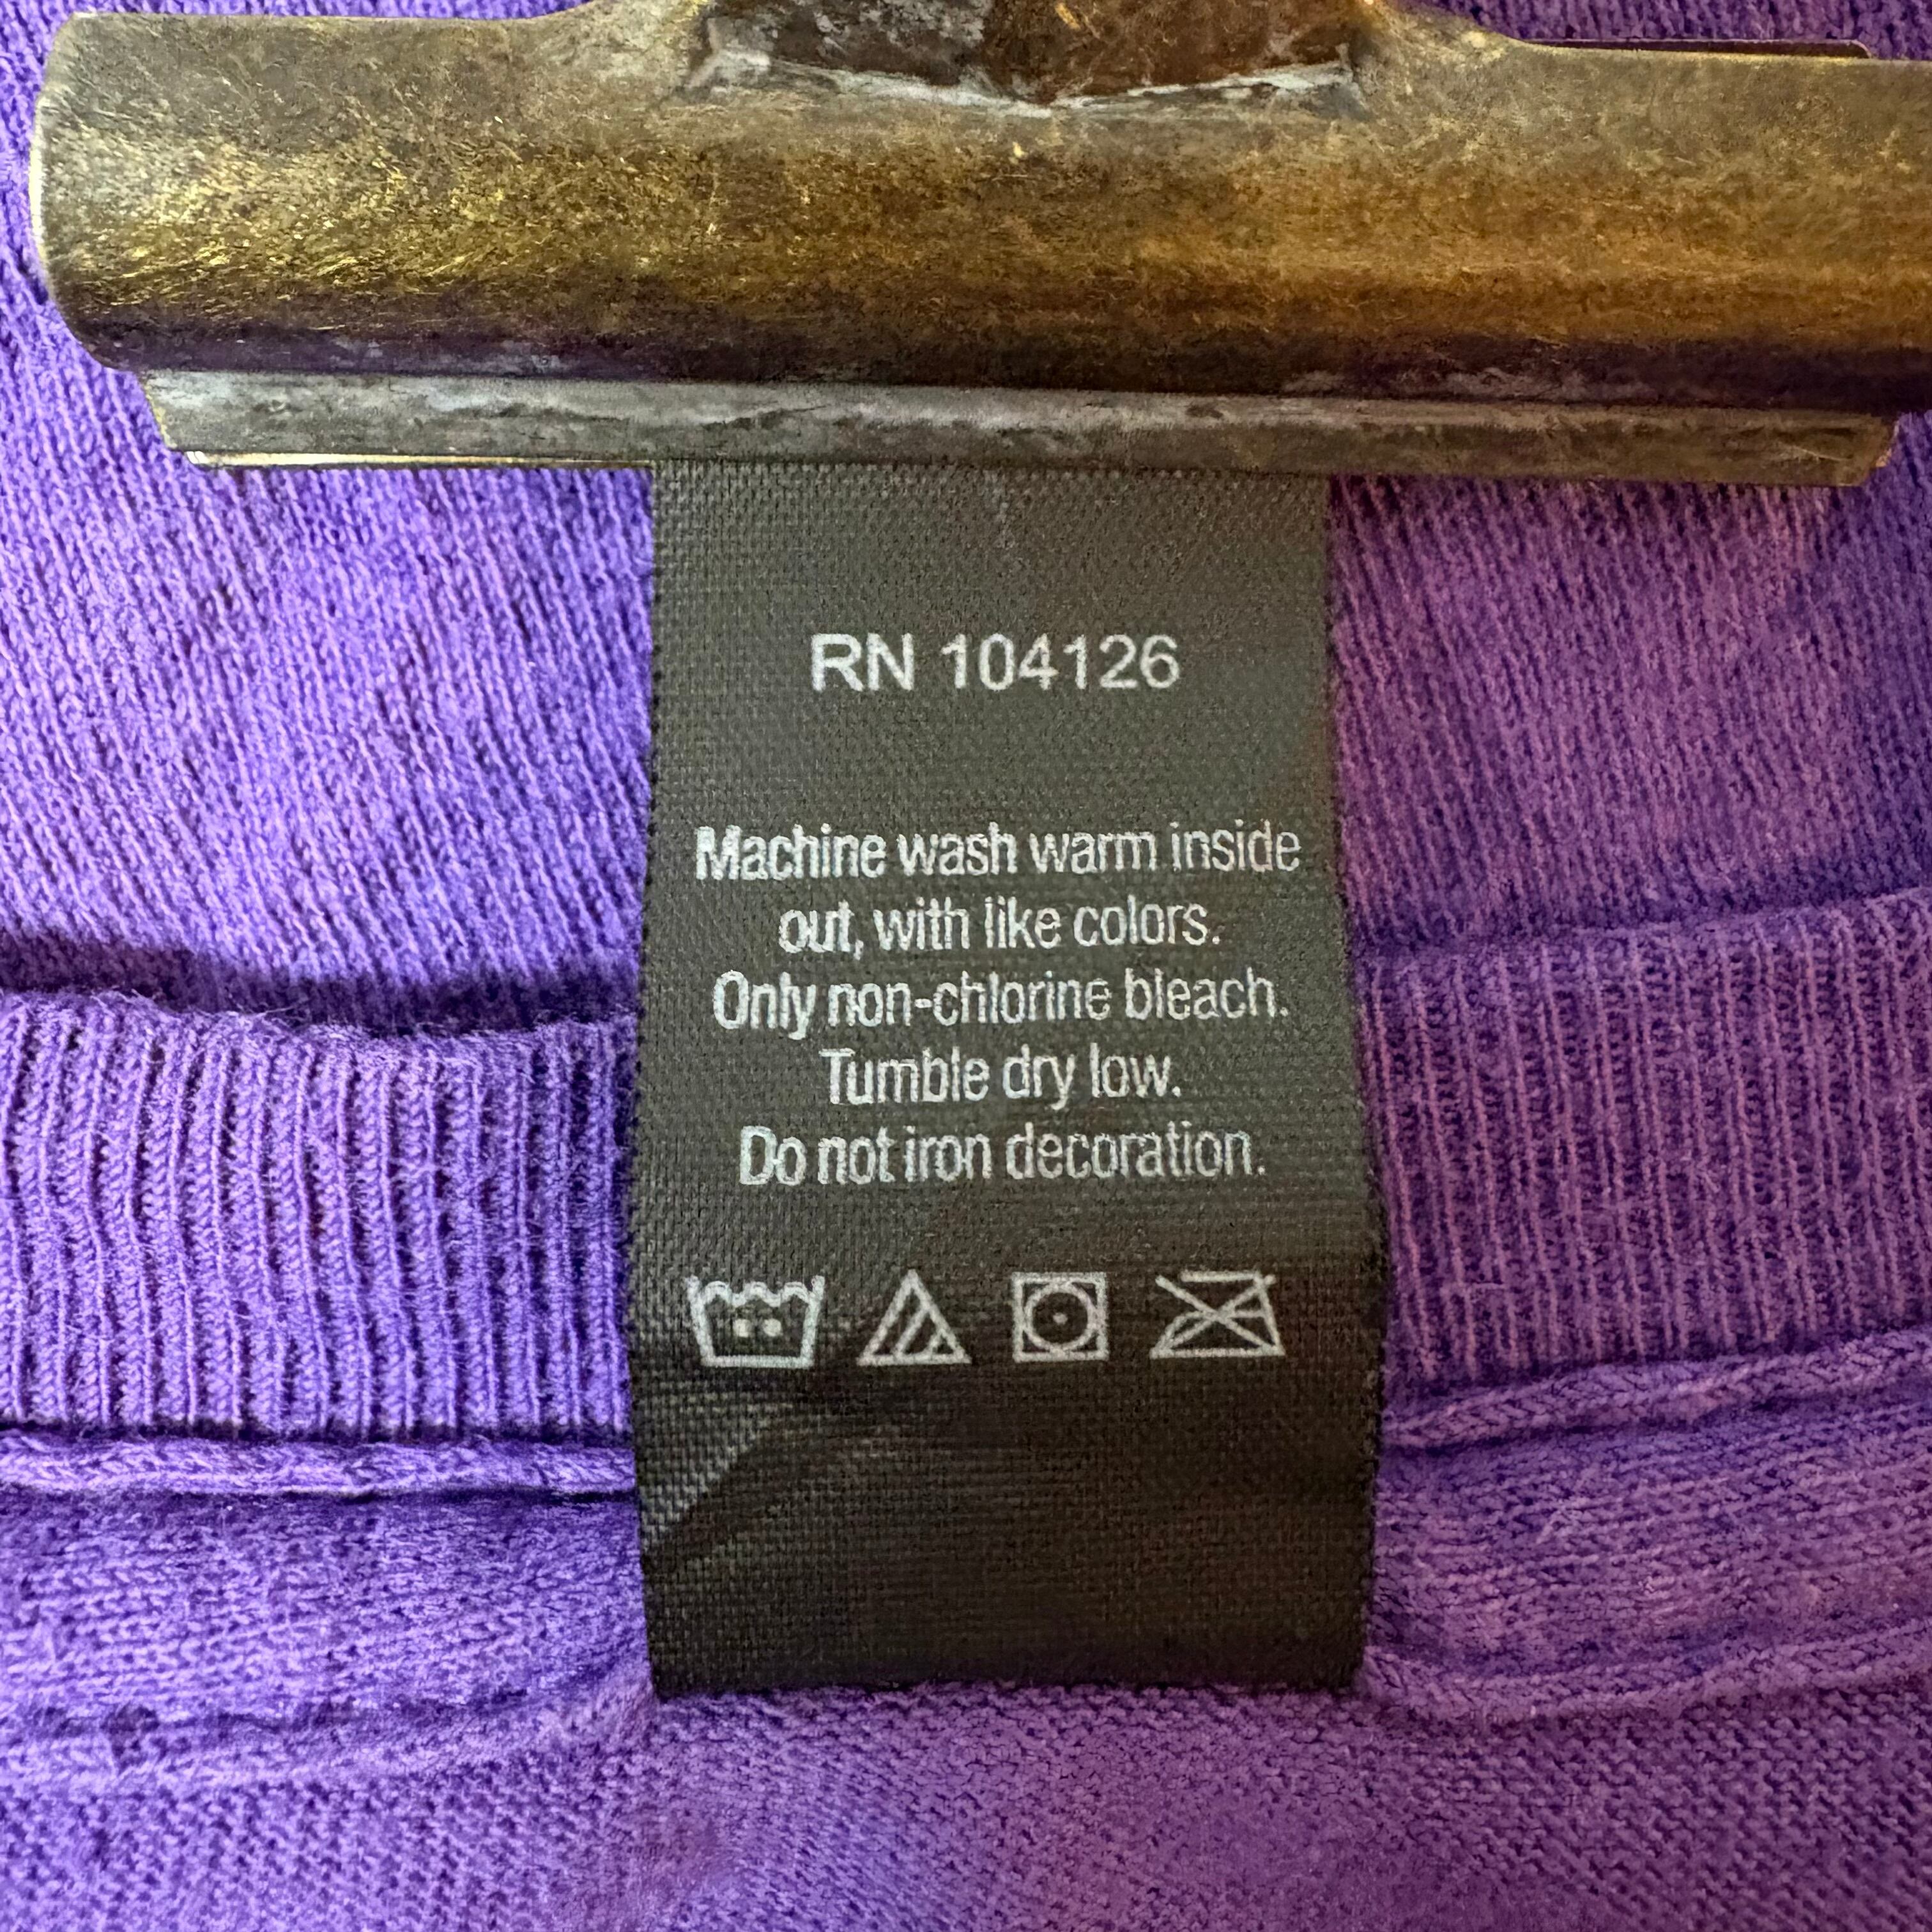 RN 104126
Machine wash warm inside
out, with like colors.
Only non-chlorine bleach.
Tumble dry low.
Do not iron decoration.